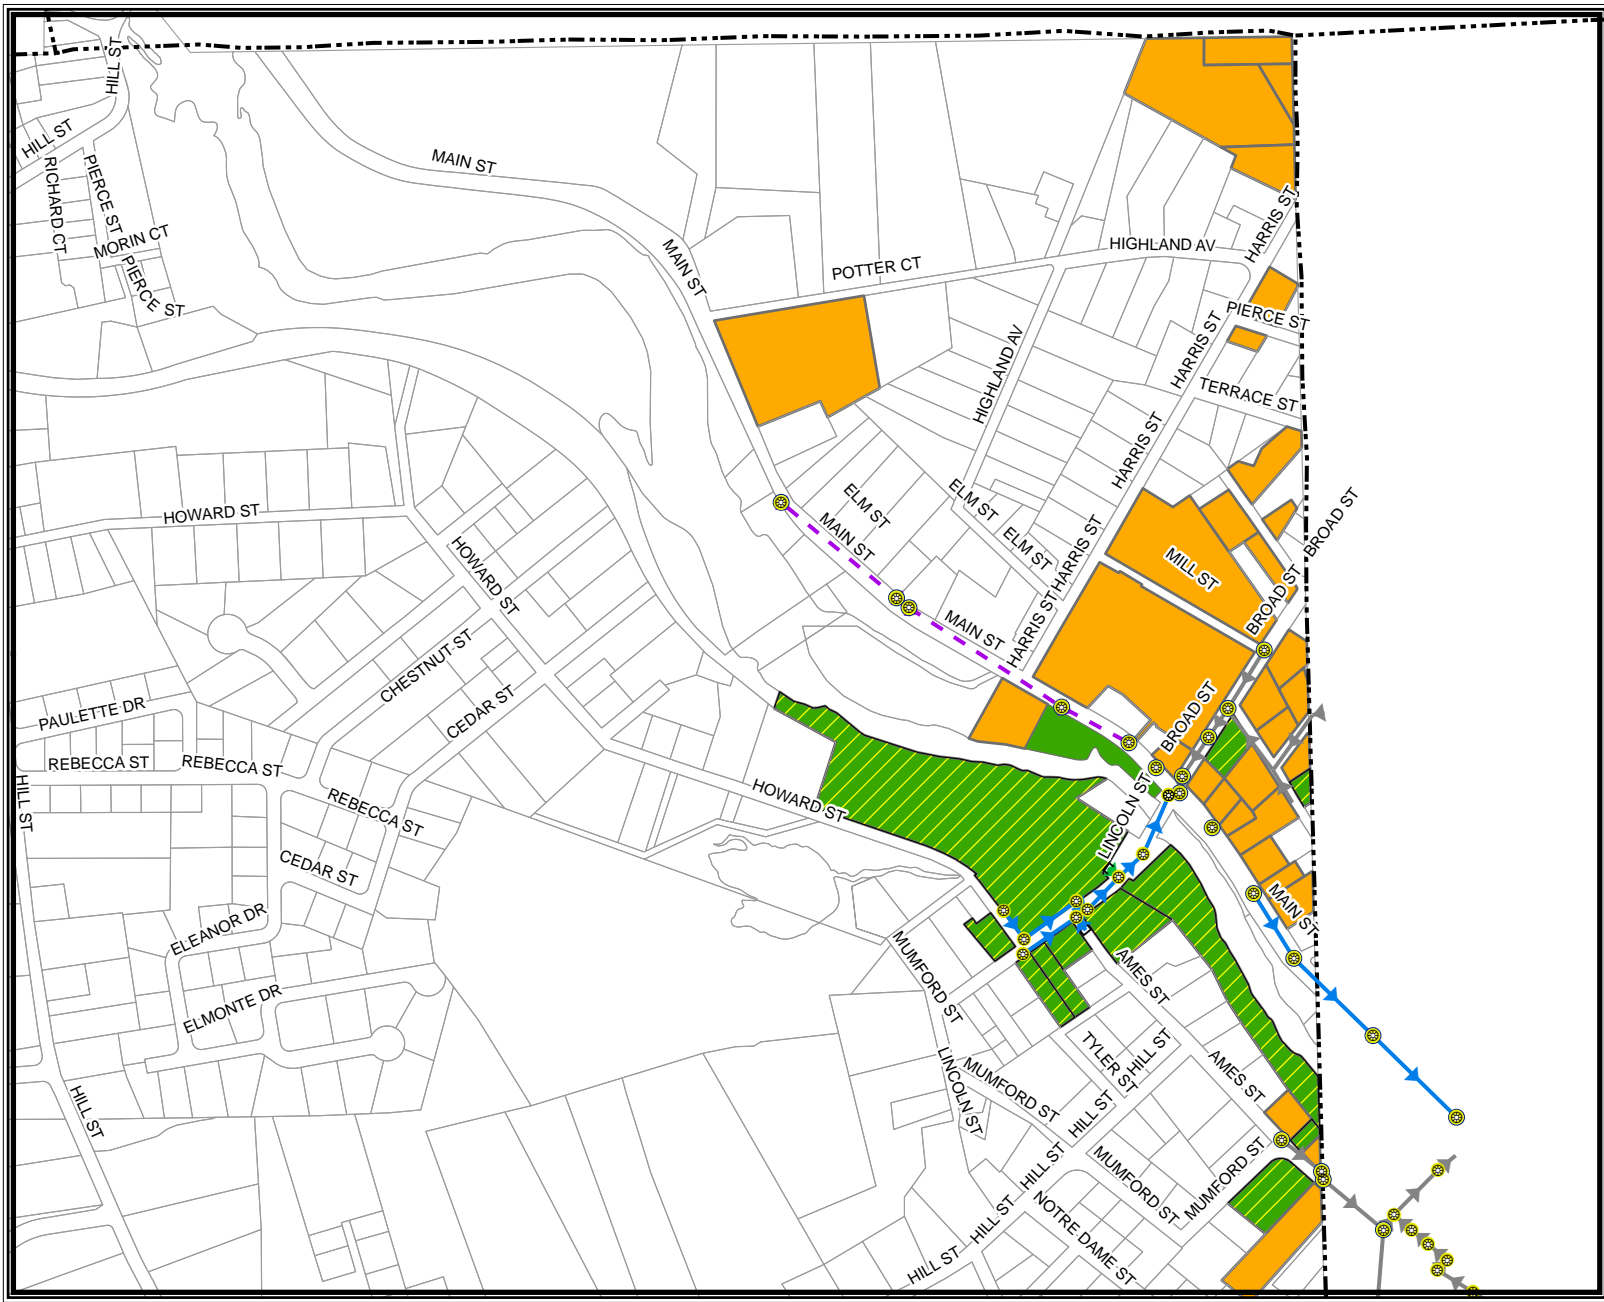 HILL ST
HILL ST
MAIN ST
RICHARD CT
PIERCE ST
MORIN CT
PIERCE ST
MAIN ST
POTTER CT
HIGHLAND AV
HARRIS ST
PIERCE ST
HARRIS ST
HIGHLAND AV
TERRACE ST
HARRIS ST
HOWARD ST
HOWARD ST
ELM ST
MAIN ST
ELM ST
ELM ST
HARRIS ST
BROAD ST
MILL ST
BROAD ST
MAIN ST
HARRIS ST
CHESTNUT ST
CEDAR ST
PAULETTE DR
REBECCA ST
REBECCA ST
BROAD ST
HILL ST
REBECCA ST
HOWARD ST
LINCOLN ST
CEDAR ST
ELEANOR DR
MAIN ST
ELMONTE DR
MUMFORD ST
AMES ST
HILL ST
LINCOLN ST
MUMFORD ST
TYLER ST
HILL ST
AMES ST
HILL ST
HILL ST
MUMFORD ST
MUMFORD ST
HILL ST
NOTRE DAME ST
HILL ST